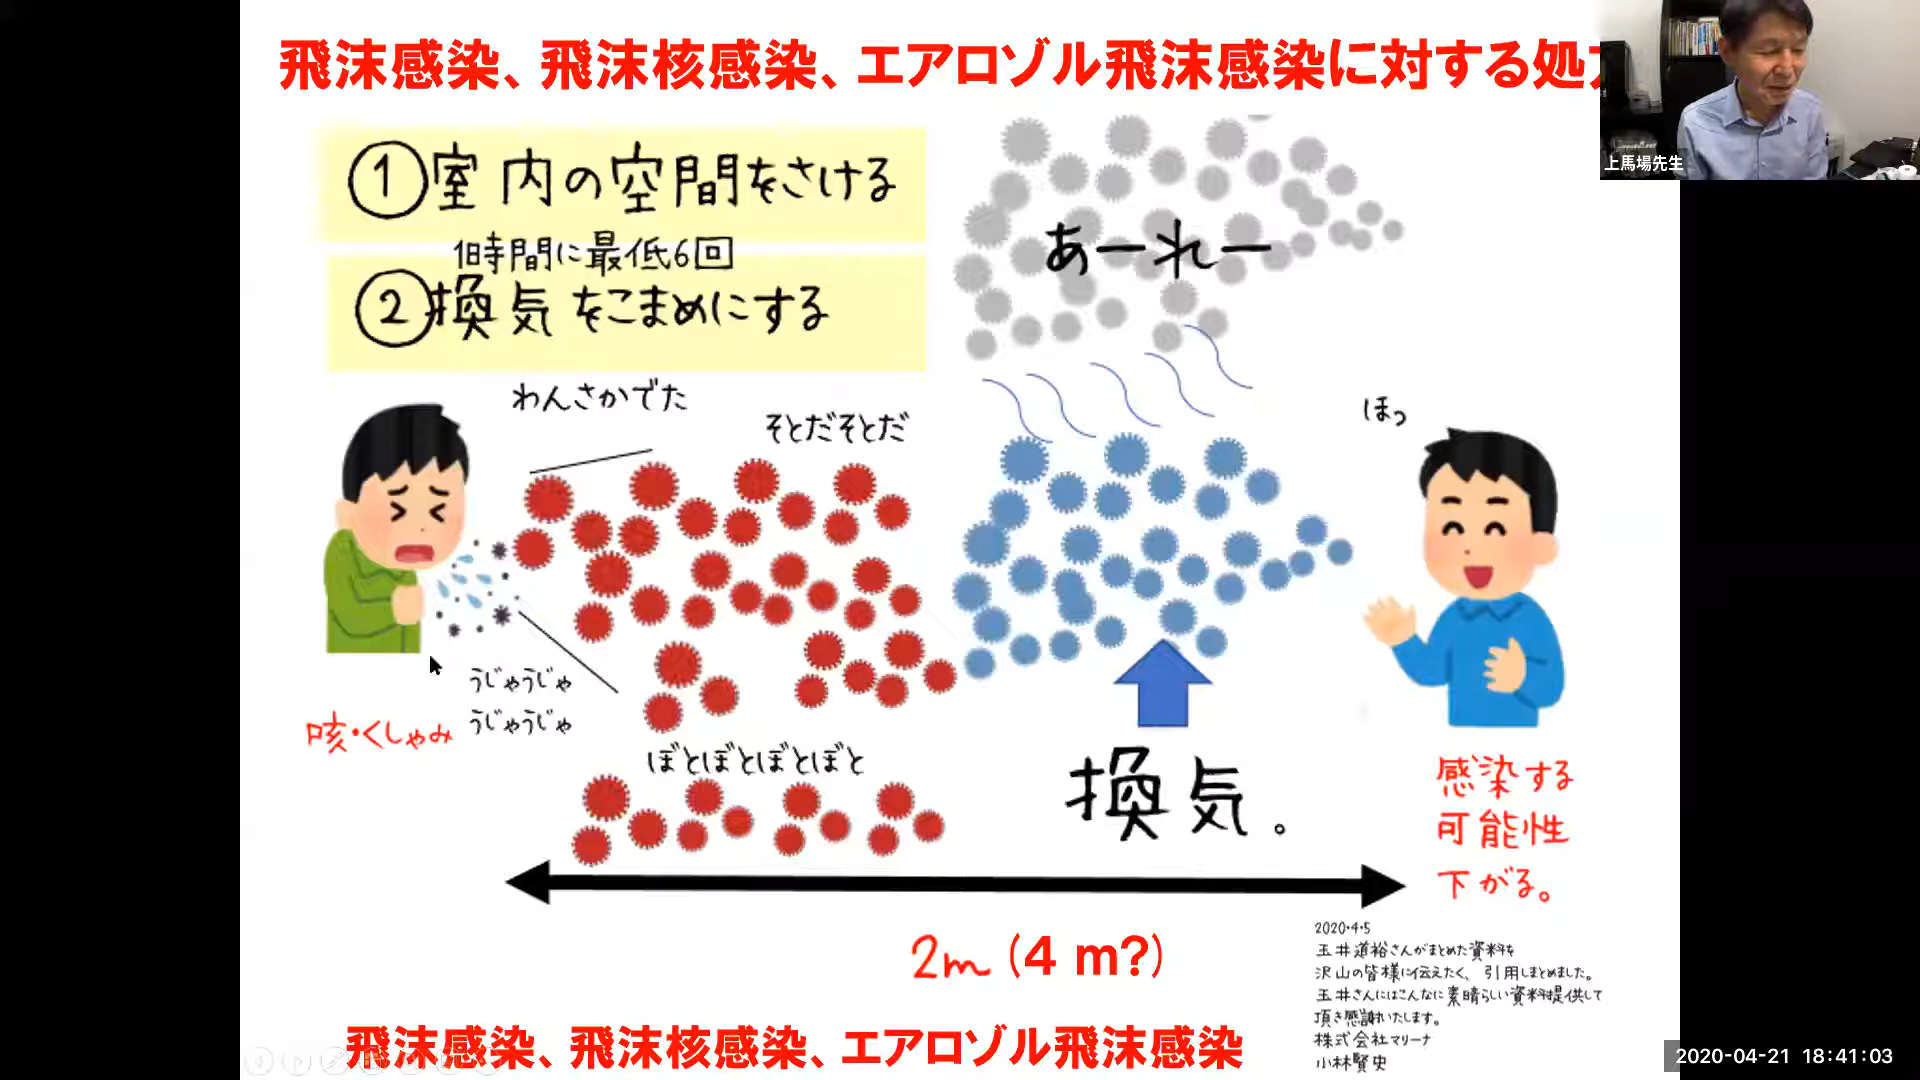 飛沫感染、飛沫核感染、エアロゾル飛沫感染に対する処
上馬場先生
①室内の空間をさける
1時間に最低6回
②換気をこまめにする
あーれー
わんさかでた
そとだそとだ
ほっ
うじゃうじゃ
うじゃうじゃ
咳・くしゃみ
ぼとぼとぼとぼと
換気。
感染する
可能性
下がる。
2m (4 m?)
2020・4・5
玉井道裕さんがまとめた資料を
沢山の皆様に伝えたく、引用しまとめました。
玉井さんにはこんなに素晴らしい資料提供して
頂き感謝いたします。
株式会社マリーナ
小林賢史
飛沫感染、飛沫核感染、エアロゾル飛沫感染
2020-04-21 18:41:03